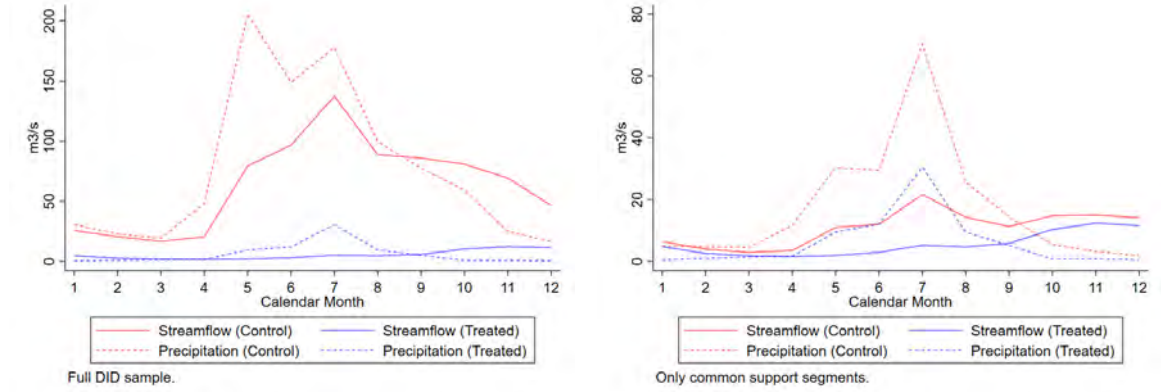 200
150
100
50
0
m3/s
1 2 3 4 5 6 7 8 9 10 11 12
Calendar Month
Streamflow (Control) Streamflow (Treated)
Precipitation (Control) Precipitation (Treated)
Full DID sample.
80
60
40
20
0
m3/s
1 2 3 4 5 6 7 8 9 10 11 12
Calendar Month
Streamflow (Control) Streamflow (Treated)
Precipitation (Control) Precipitation (Treated)
Only common support segments.